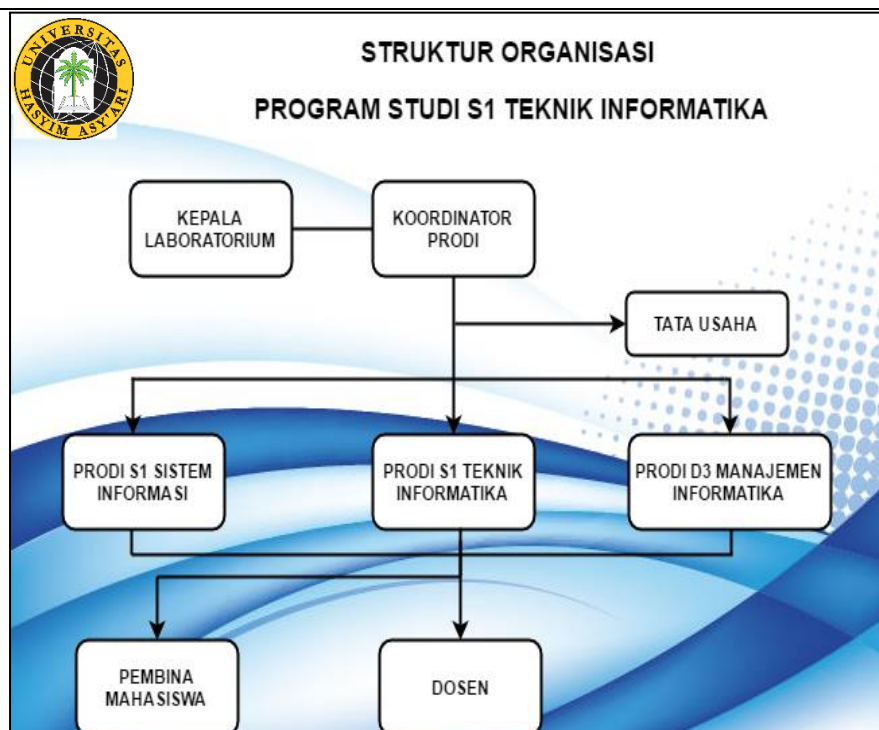 UNIVERSITAS
HASYIM ASY'ARI
STRUKTUR ORGANISASI
PROGRAM STUDI S1 TEKNIK INFORMATIKA
KEPALA
LABORATORIUM
KOORDINATOR
PRODI
TATA USAHA
PRODI S1 SISTEM
INFORMASI
PRODI S1 TEKNIK
INFORMATIKA
PRODI D3 MANAJEMEN
INFORMATIKA
PEMBINA
MAHASISWA
DOSEN